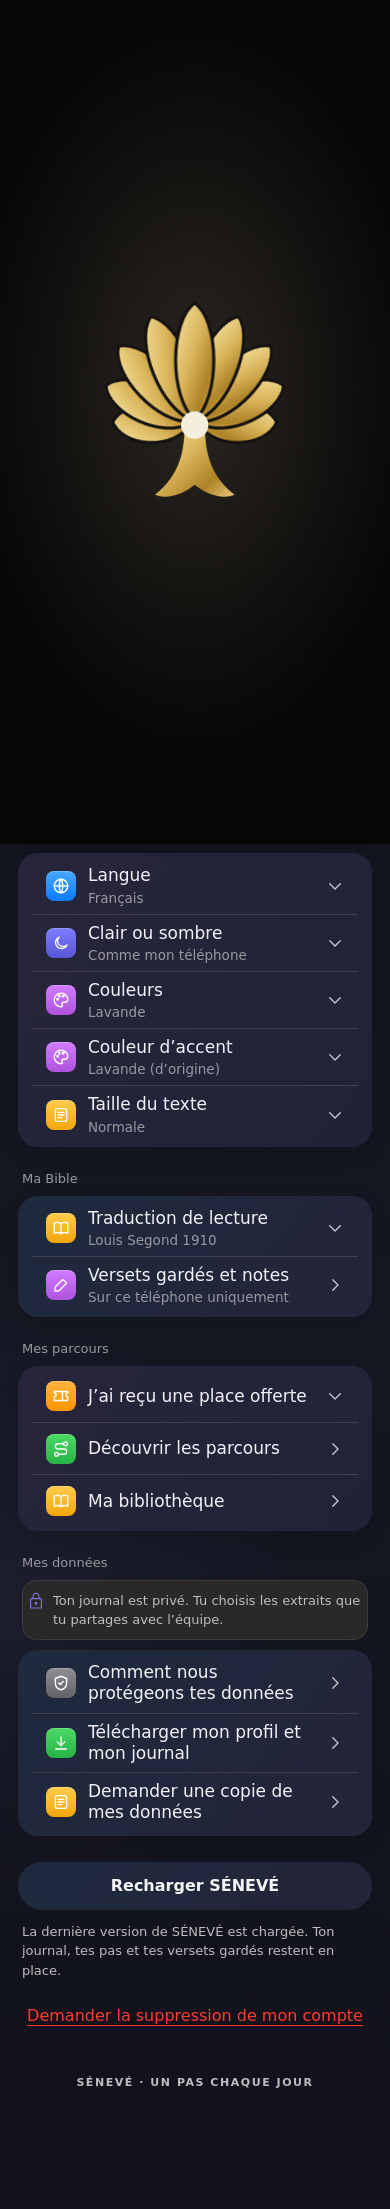 Langue
Français
Clair ou sombre
Comme mon téléphone
Couleurs
Lavande
Couleur d’accent
Lavande (d’origine)
Taille du texte
Normale
Ma Bible
Traduction de lecture
Louis Segond 1910
Versets gardés et notes
Sur ce téléphone uniquement
Mes parcours
J’ai reçu une place offerte
Découvrir les parcours
Ma bibliothèque
Mes données
Ton journal est privé. Tu choisis les extraits que
tu partages avec l’équipe.
Comment nous
protégeons tes données
Télécharger mon profil et
mon journal
Demander une copie de
mes données
Recharger SÉNEVÉ
La dernière version de SÉNEVÉ est chargée. Ton
journal, tes pas et tes versets gardés restent en
place.
Demander la suppression de mon compte
SÉNEVÉ · UN PAS CHAQUE JOUR